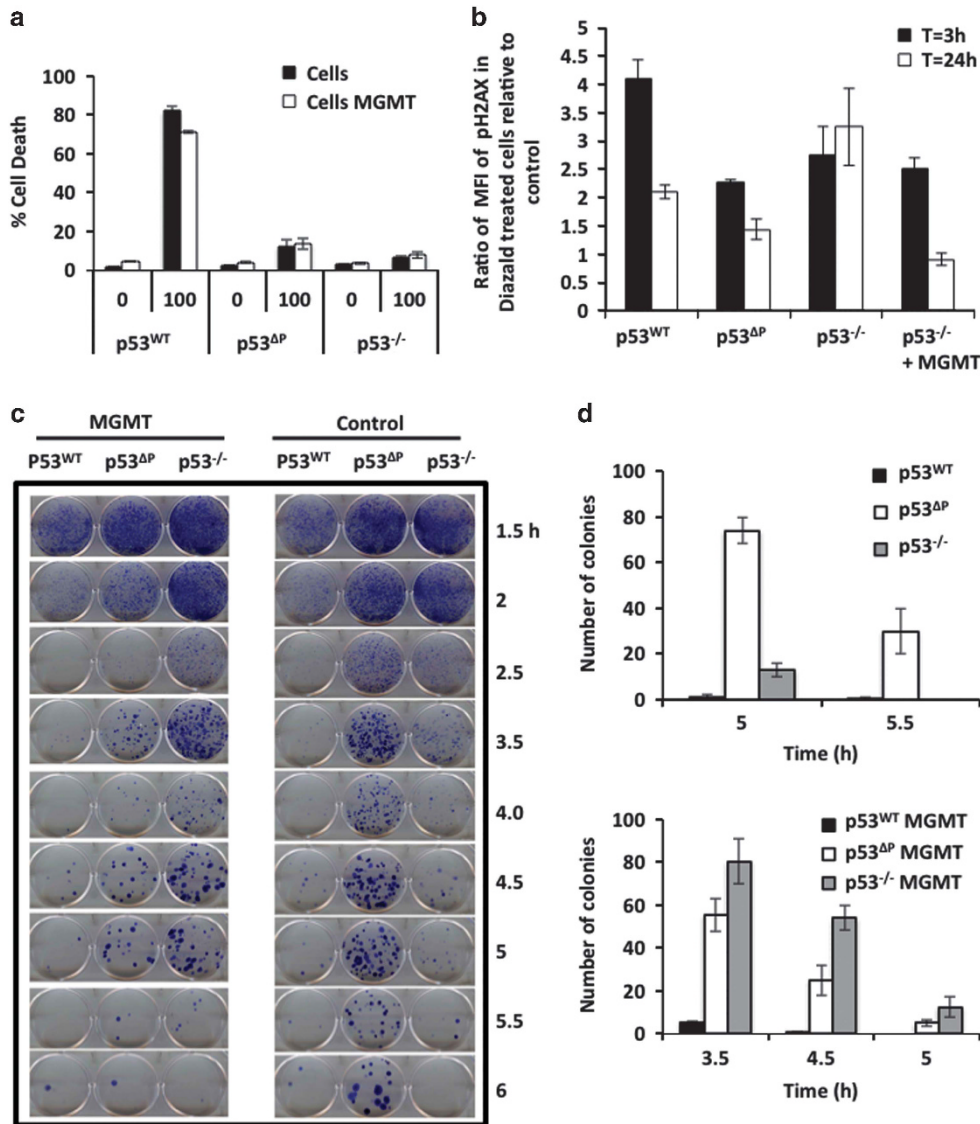 a
% Cell Death
100
80
60
40
20
0
Cells
Cells MGMT
0 100 0 100 0 100
p53WT p53ΔP p53-/-
b
Ratio of MFI of pH2AX in
Diazald treated cells relative to
control
5
4.5
4
3.5
3
2.5
2
1.5
1
0.5
0
T=3h
T=24h
p53WT p53ΔP p53-/- p53-/-
+ MGMT
c
MGMT Control
P53WT p53ΔP p53-/- p53WT p53ΔP p53-/-
1.5 h
2
2.5
3.5
4.0
4.5
5
5.5
6
d
Number of colonies
100
80
60
40
20
0
p53WT
p53ΔP
p53-/-
5 5.5
Time (h)
Number of colonies
100
80
60
40
20
0
p53WT MGMT
p53ΔP MGMT
p53-/- MGMT
3.5 4.5 5
Time (h)